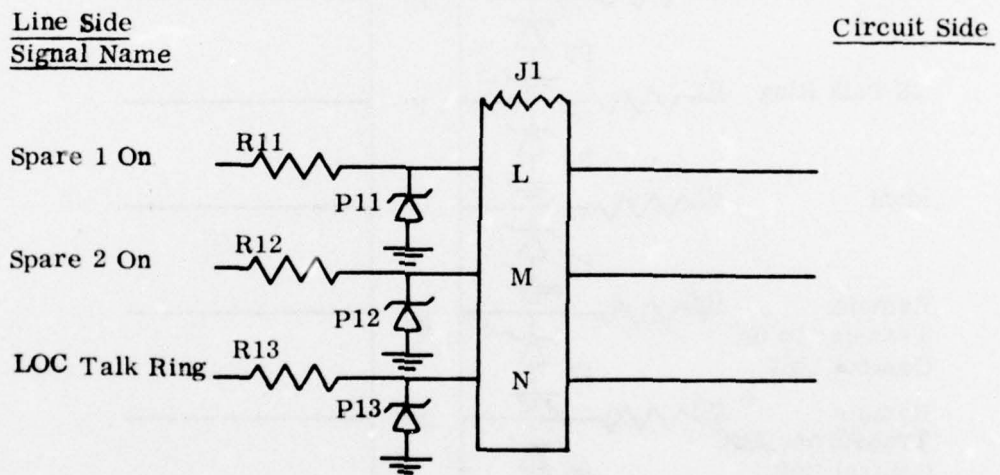 Line Side
Signal Name
Circuit Side
J1
R11
Spare 1 On
L
P11
R12
Spare 2 On
M
P12
R13
LOC Talk Ring
N
P13